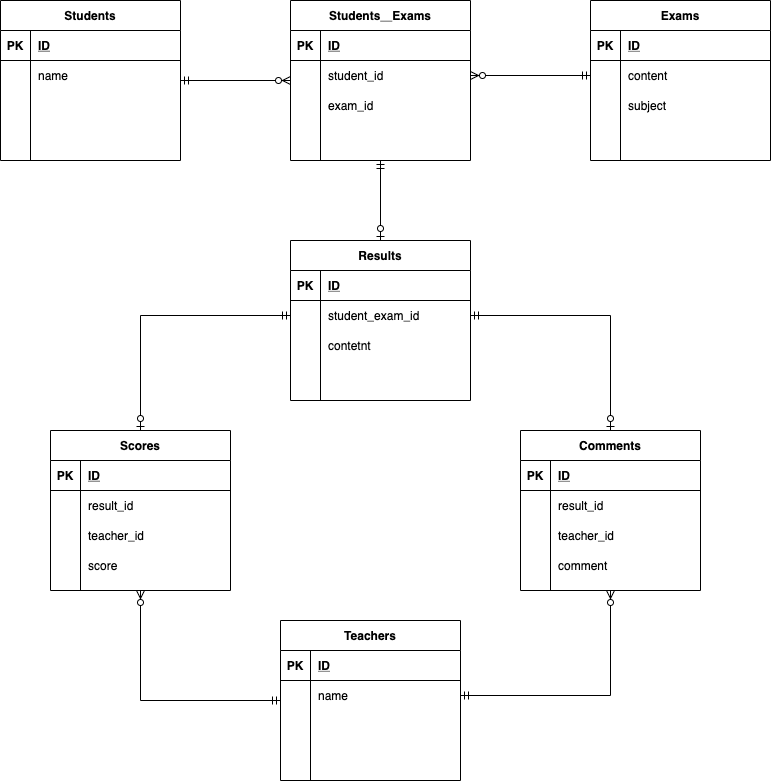 Students
PK ID
name
Students__Exams
PK ID
student_id
exam_id
Exams
PK ID
content
subject
Results
PK ID
student_exam_id
contetnt
Scores
PK ID
result_id
teacher_id
score
Comments
PK ID
result_id
teacher_id
comment
Teachers
PK ID
name